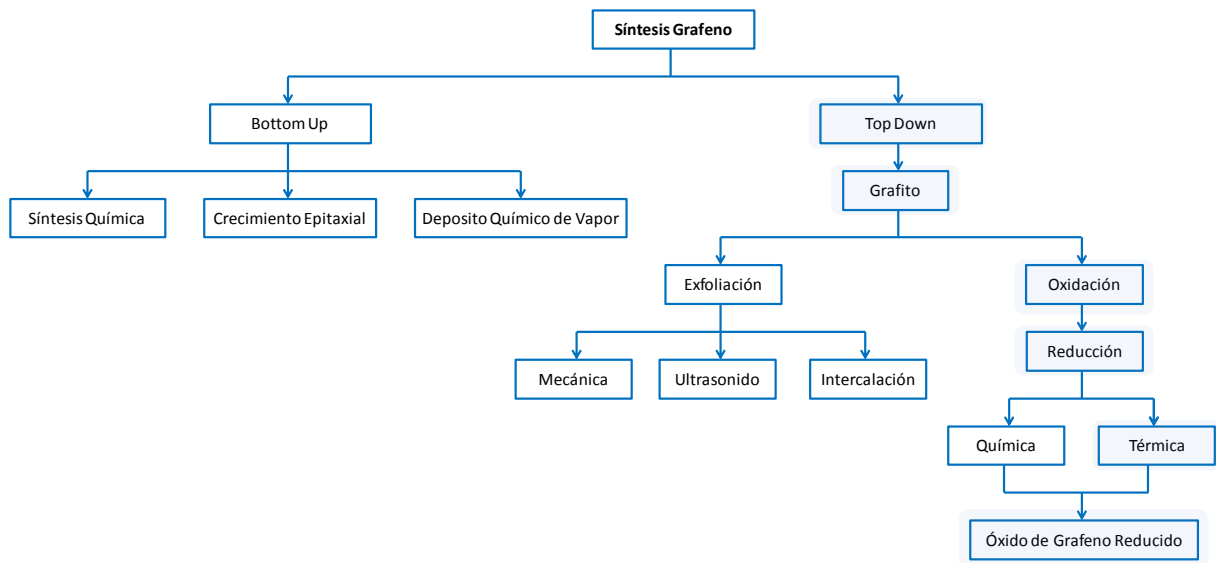 Síntesis Grafeno
Bottom Up
Top Down
Grafito
Síntesis Química
Crecimiento Epitaxial
Deposito Químico de Vapor
Exfoliación
Oxidación
Reducción
Mecánica
Ultrasonido
Intercalación
Química
Térmica
Óxido de Grafeno Reducido